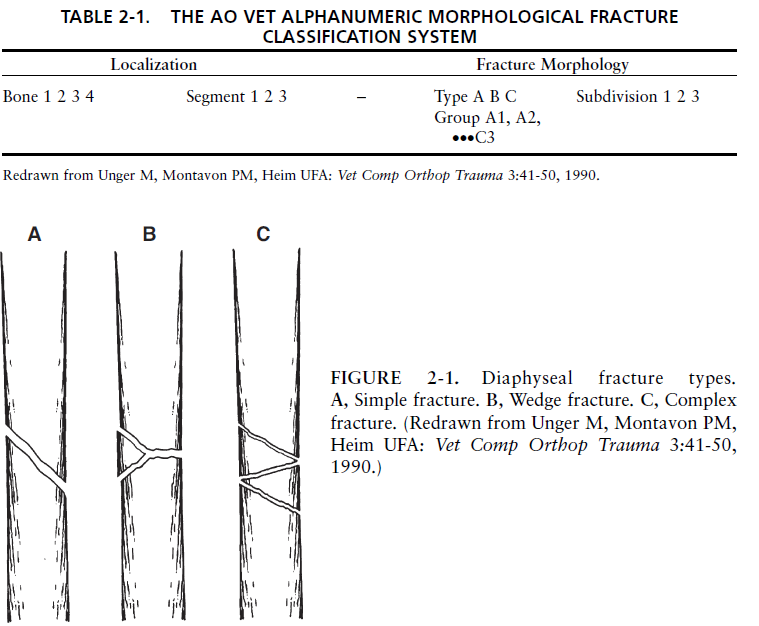 TABLE 2-1. THE AO VET ALPHANUMERIC MORPHOLOGICAL FRACTURE
CLASSIFICATION SYSTEM
Localization Fracture Morphology
Bone 1 2 3 4 Segment 1 2 3 – Type A B C Subdivision 1 2 3
Group A1, A2,
•••C3
Redrawn from Unger M, Montavon PM, Heim UFA: Vet Comp Orthop Trauma 3:41-50, 1990.
A B C
FIGURE 2-1. Diaphyseal fracture types.
A, Simple fracture. B, Wedge fracture. C, Complex
fracture. (Redrawn from Unger M, Montavon PM,
Heim UFA: Vet Comp Orthop Trauma 3:41-50,
1990.)